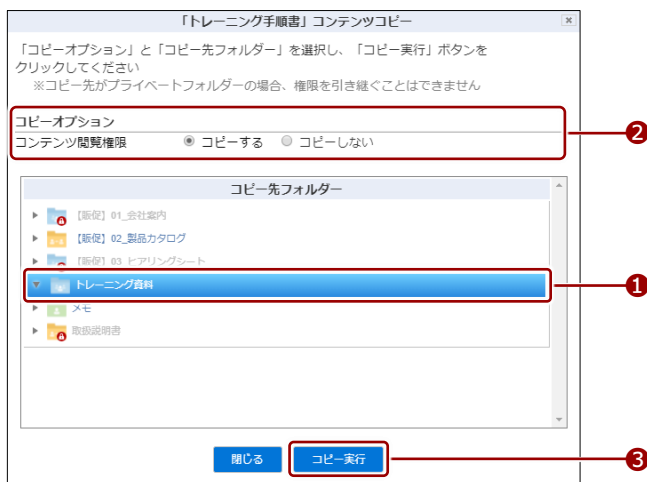 「トレーニング手順書」コンテンツコピー
「コピーオプション」と「コピー先フォルダー」を選択し、「コピー実行」ボタンを
クリックしてください
※コピー先がプライベートフォルダーの場合、権限を引き継ぐことはできません
コピーオプション
コンテンツ閲覧権限 コピーする コピーしない
2
コピー先フォルダー
【販促】01_会社案内
【販促】02_製品カタログ
【販促】03_ヒアリングシート
トレーニング資料
1
メモ
取扱説明書
閉じる コピー実行
3